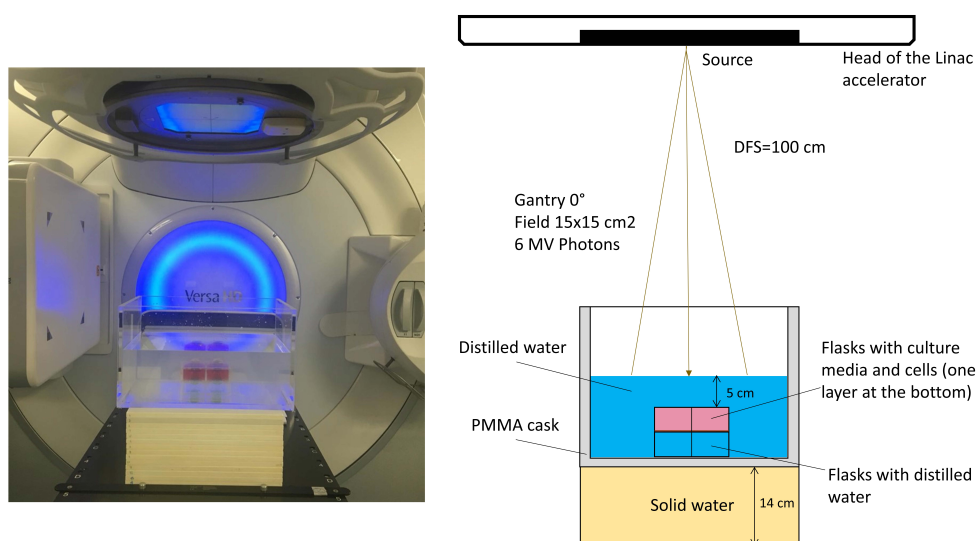 Versa HD
Source
Head of the Linac
accelerator
DFS=100 cm
Gantry 0°
Field 15x15 cm2
6 MV Photons
Distilled water
5 cm
Flasks with culture
media and cells (one
layer at the bottom)
PMMA cask
Flasks with distilled
water
Solid water
14 cm